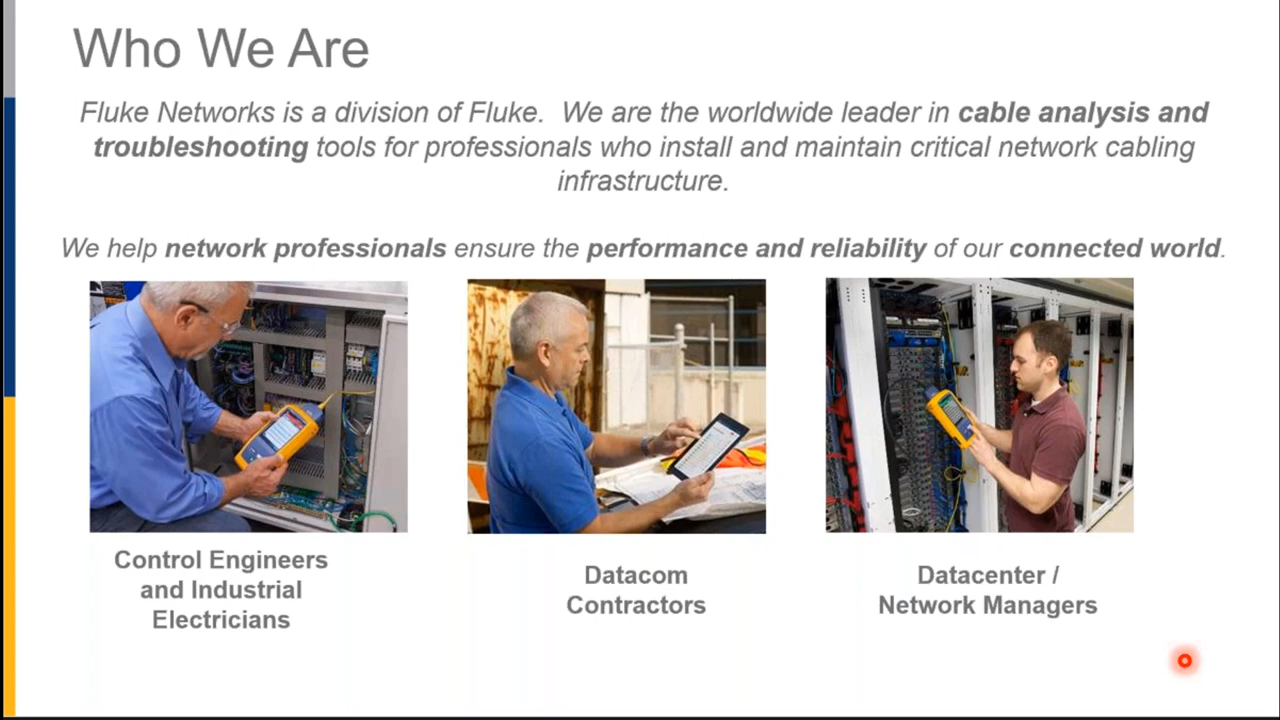 Who We Are
Fluke Networks is a division of Fluke.  We are the worldwide leader in cable analysis and
troubleshooting tools for professionals who install and maintain critical network cabling
infrastructure.
We help network professionals ensure the performance and reliability of our connected world.
Control Engineers
and Industrial
Electricians
Datacom
Contractors
Datacenter /
Network Managers